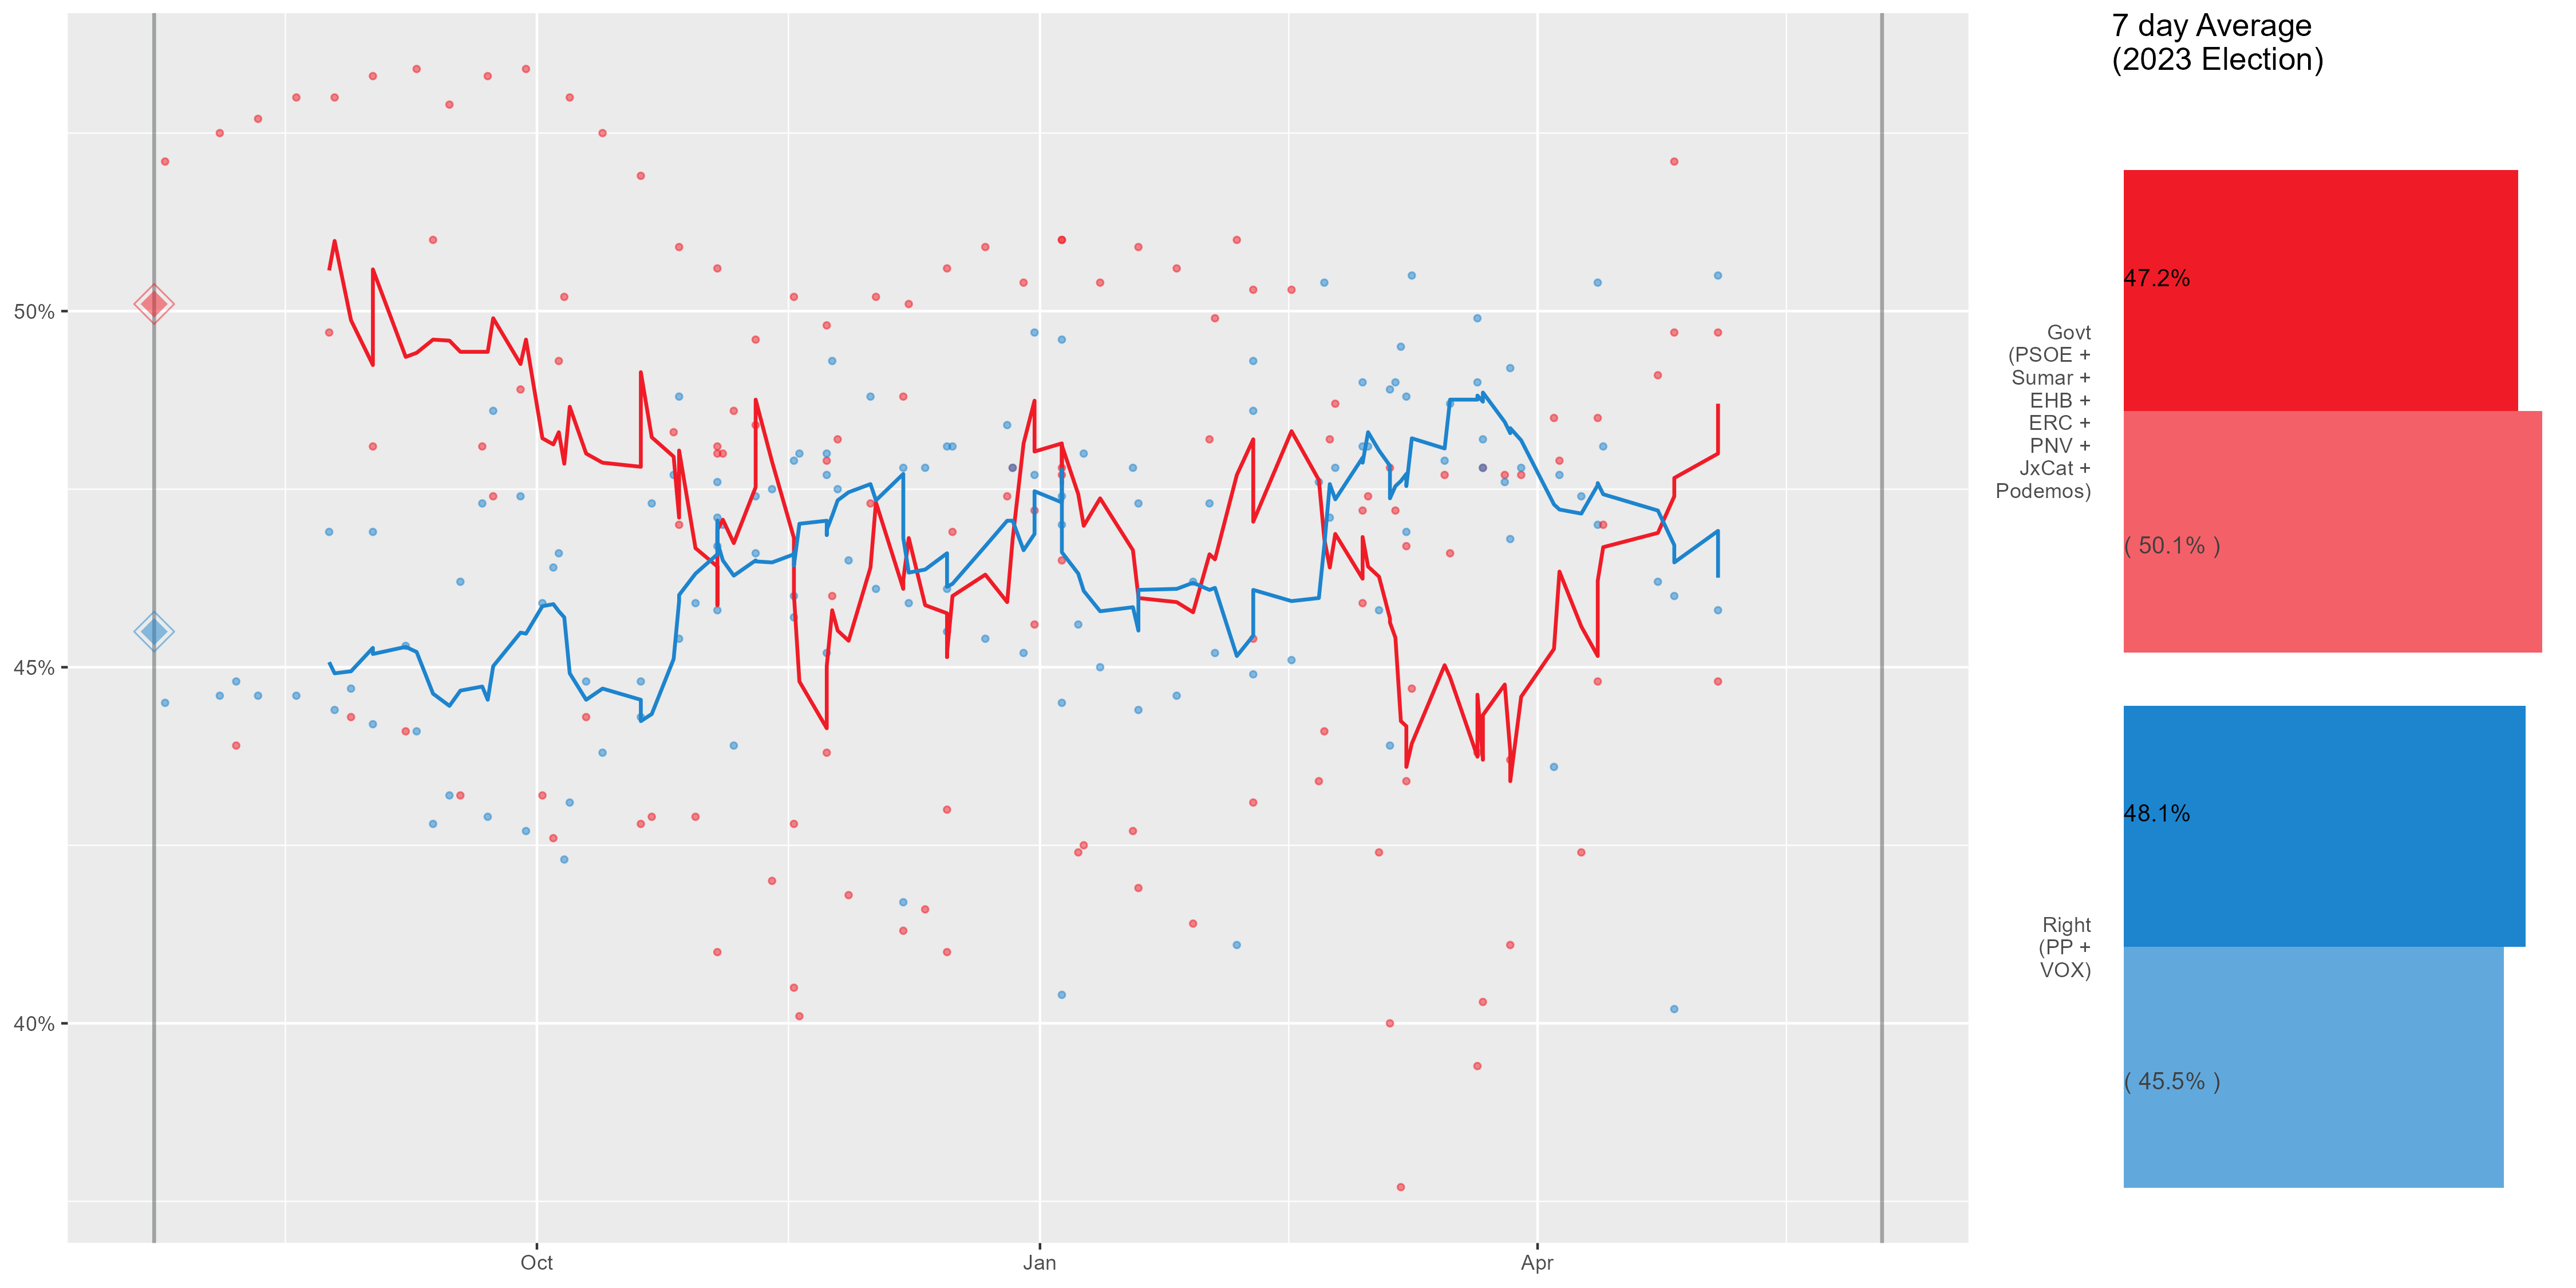 7 day Average
(2023 Election)
50%
45%
40%
Oct
Jan
Apr
Govt
(PSOE +
Sumar +
EHB +
ERC +
PNV +
JxCat +
Podemos)
47.2%
( 50.1% )
Right
(PP +
VOX)
48.1%
( 45.5% )